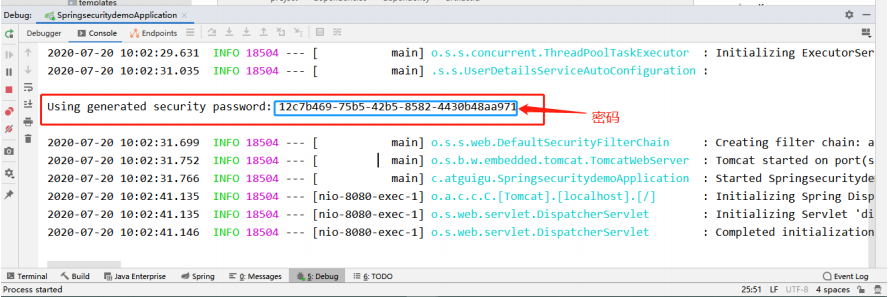 templates
Debug: SpringsecuritydemoApplication ×
Debugger Console Endpoints
2020-07-20 10:02:29.631 INFO 18504 --- [ main] o.s.s.concurrent.ThreadPoolTaskExecutor : Initializing ExecutorSer
2020-07-20 10:02:31.035 INFO 18504 --- [ main] .s.s.UserDetailsServiceAutoConfiguration :
Using generated security password: 12c7b469-75b5-42b5-8582-4430b48aa971
密码
2020-07-20 10:02:31.699 INFO 18504 --- [ main] o.s.s.web.DefaultSecurityFilterChain : Creating filter chain: a
2020-07-20 10:02:31.752 INFO 18504 --- [ main] o.s.b.w.embedded.tomcat.TomcatWebServer : Tomcat started on port(s
2020-07-20 10:02:31.766 INFO 18504 --- [ main] c.atguigu.SpringsecuritydemoApplication : Started Springsecurityde
2020-07-20 10:02:41.135 INFO 18504 --- [nio-8080-exec-1] o.a.c.c.C.[Tomcat].[localhost].[/] : Initializing Spring Disp
2020-07-20 10:02:41.135 INFO 18504 --- [nio-8080-exec-1] o.s.web.servlet.DispatcherServlet : Initializing Servlet 'di
2020-07-20 10:02:41.146 INFO 18504 --- [nio-8080-exec-1] o.s.web.servlet.DispatcherServlet : Completed initialization
Terminal Build Java Enterprise Spring 0: Messages 5: Debug 6: TODO Event Log
Process started 25:51 LF UTF-8 4 spaces